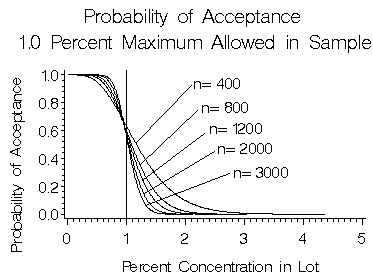 Probability of Acceptance
1.0 Percent Maximum Allowed in Sample
Probability of Acceptance
1.0
0.8
0.6
0.4
0.2
0.0
n= 400
n= 800
n= 1200
n= 2000
n= 3000
0 1 2 3 4 5
Percent Concentration in Lot